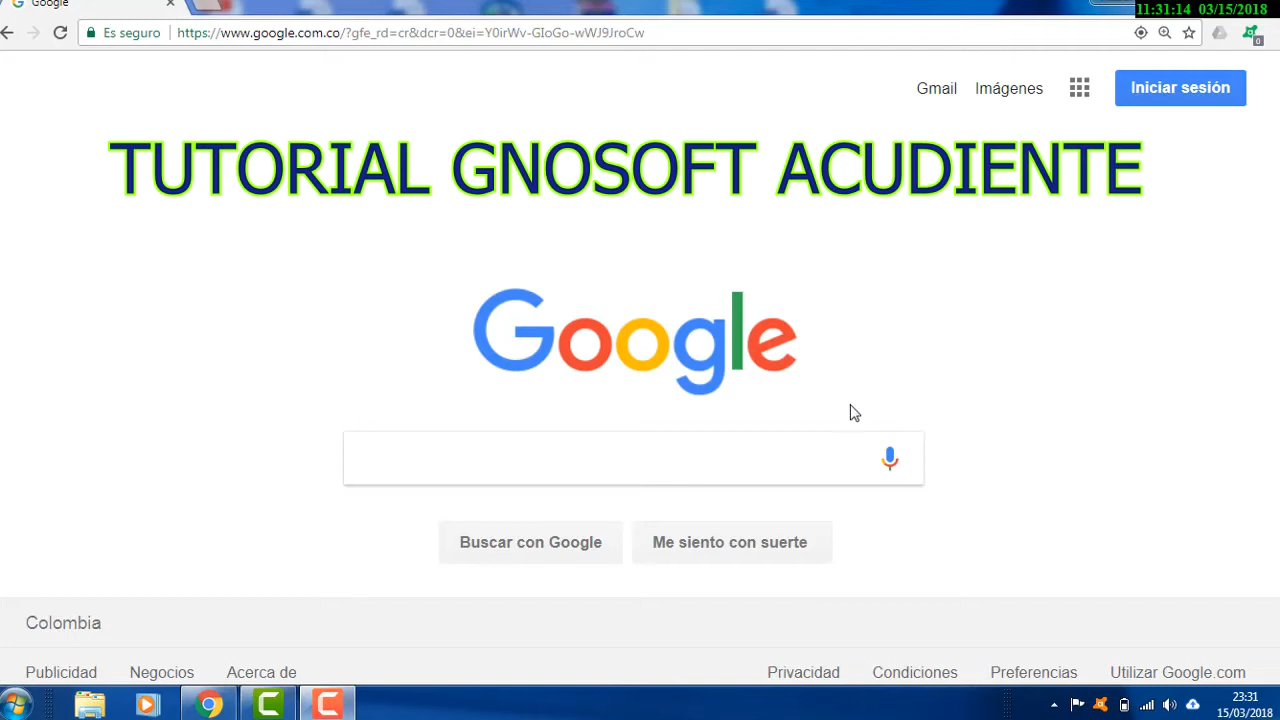 Google
11:31:14 03/15/2018
Es seguro
https://www.google.com.co/?gfe_rd=cr&dcr=0&ei=Y0irWv-GIoGo-wWJ9JroCw
0
Gmail
Imágenes
Iniciar sesión
TUTORIAL GNOSOFT ACUDIENTE
Google
Buscar con Google
Me siento con suerte
Colombia
Publicidad
Negocios
Acerca de
Privacidad
Condiciones
Preferencias
Utilizar Google.com
23:31
15/03/2018